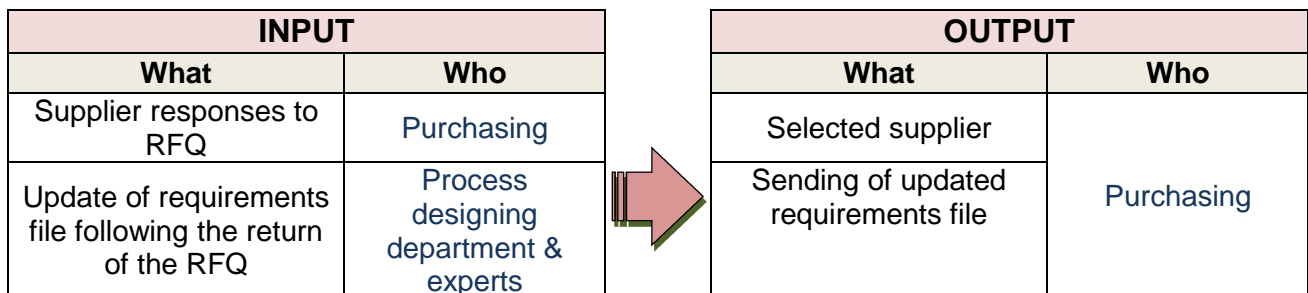 INPUT
What
Who
Supplier responses to
RFQ
Purchasing
Update of requirements
file following the return
of the RFQ
Process
designing
department &
experts
OUTPUT
What
Who
Selected supplier
Sending of updated
requirements file
Purchasing